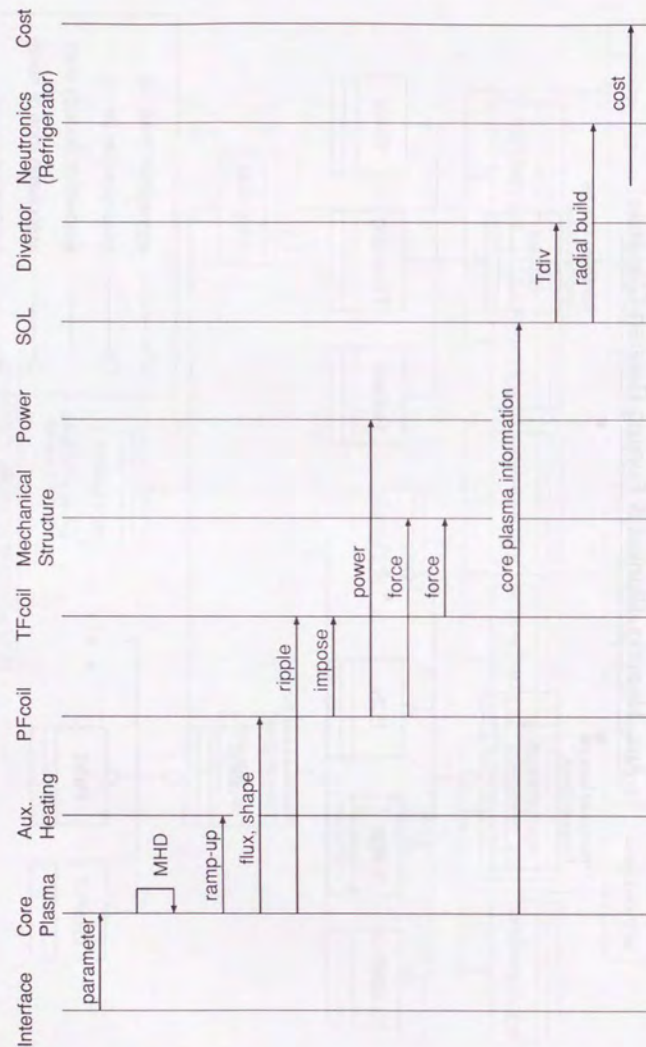 Interface
Core
Plasma
Aux.
Heating
PFcoil
TFcoil
Mechanical
Structure
Power
SOL
Divertor
Neutronics
(Refrigerator)
Cost
parameter
MHD
ramp-up
flux, shape
ripple
impose
power
force
force
core plasma information
Tdiv
radial build
cost